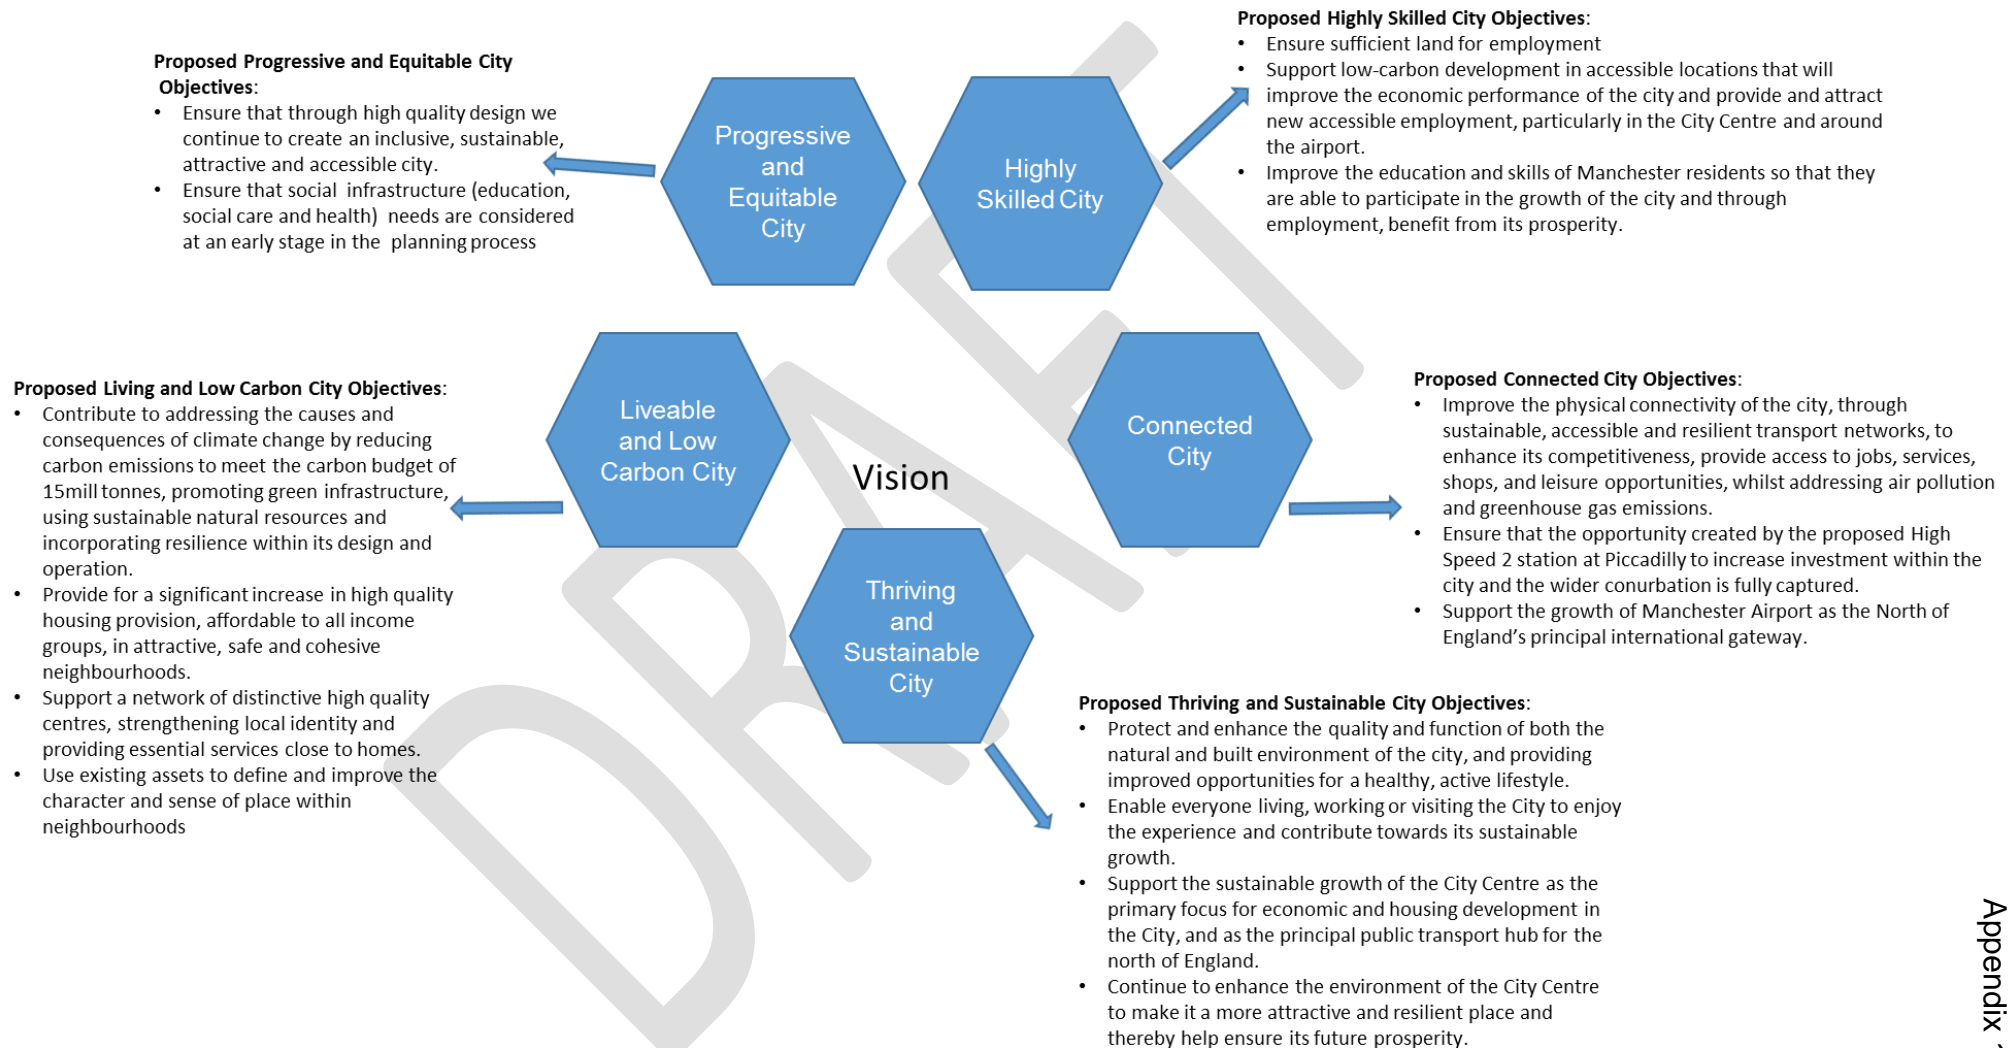 Proposed Progressive and Equitable City
Objectives:
• Ensure that through high quality design we
continue to create an inclusive, sustainable,
attractive and accessible city.
• Ensure that social infrastructure (education,
social care and health) needs are considered
at an early stage in the planning process
Progressive
and
Equitable
City
Highly
Skilled City
Proposed Highly Skilled City Objectives:
• Ensure sufficient land for employment
• Support low-carbon development in accessible locations that will
improve the economic performance of the city and provide and attract
new accessible employment, particularly in the City Centre and around
the airport.
• Improve the education and skills of Manchester residents so that they
are able to participate in the growth of the city and through
employment, benefit from its prosperity.
Proposed Living and Low Carbon City Objectives:
• Contribute to addressing the causes and
consequences of climate change by reducing
carbon emissions to meet the carbon budget of
15mill tonnes, promoting green infrastructure,
using sustainable natural resources and
incorporating resilience within its design and
operation.
• Provide for a significant increase in high quality
housing provision, affordable to all income
groups, in attractive, safe and cohesive
neighbourhoods.
• Support a network of distinctive high quality
centres, strengthening local identity and
providing essential services close to homes.
• Use existing assets to define and improve the
character and sense of place within
neighbourhoods
Liveable
and Low
Carbon City
Vision
Connected
City
Proposed Connected City Objectives:
• Improve the physical connectivity of the city, through
sustainable, accessible and resilient transport networks, to
enhance its competitiveness, provide access to jobs, services,
shops, and leisure opportunities, whilst addressing air pollution
and greenhouse gas emissions.
• Ensure that the opportunity created by the proposed High
Speed 2 station at Piccadilly to increase investment within the
city and the wider conurbation is fully captured.
• Support the growth of Manchester Airport as the North of
England's principal international gateway.
Thriving
and
Sustainable
City
Proposed Thriving and Sustainable City Objectives:
• Protect and enhance the quality and function of both the
natural and built environment of the city, and providing
improved opportunities for a healthy, active lifestyle.
• Enable everyone living, working or visiting the City to enjoy
the experience and contribute towards its sustainable
growth.
• Support the sustainable growth of the City Centre as the
primary focus for economic and housing development in
the City, and as the principal public transport hub for the
north of England.
• Continue to enhance the environment of the City Centre
to make it a more attractive and resilient place and
thereby help ensure its future prosperity.
DRAFT
Appendix